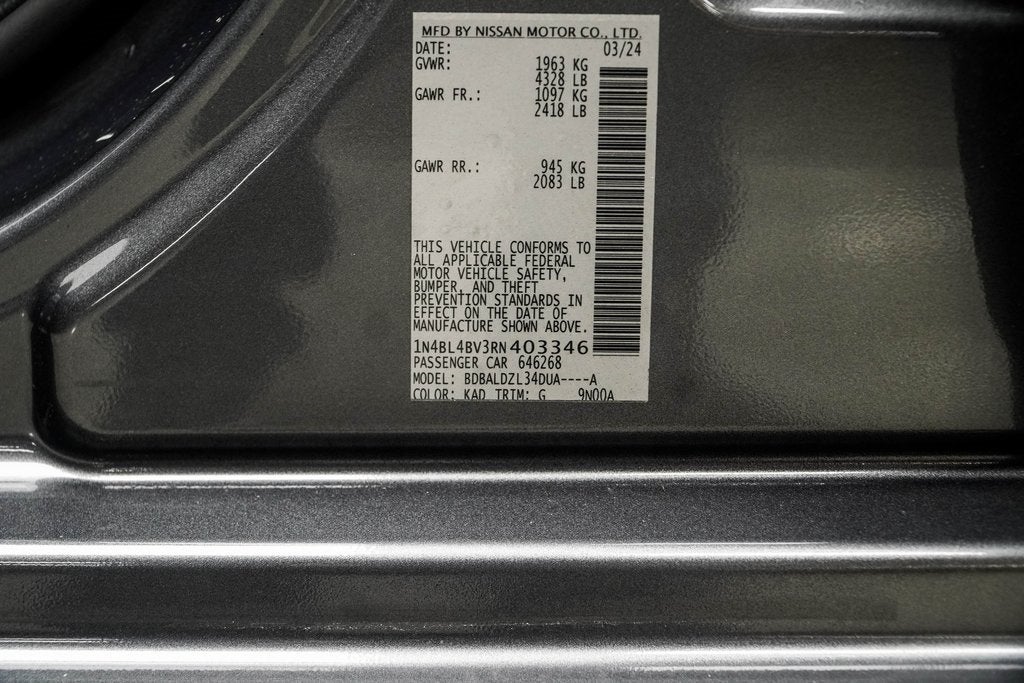 MFD BY NISSAN MOTOR CO., LTD.
DATE: 03/24
GVWR: 1963 KG
4328 LB
GAWR FR.: 1097 KG
2418 LB
GAWR RR.: 945 KG
2083 LB
THIS VEHICLE CONFORMS TO
ALL APPLICABLE FEDERAL
MOTOR VEHICLE SAFETY,
BUMPER, AND THEFT
PREVENTION STANDARDS IN
EFFECT ON THE DATE OF
MANUFACTURE SHOWN ABOVE.
1N4BL4BV3RN403346
PASSENGER CAR 646268
MODEL: BDBALDZL34DUA----A
COLOR: KAD TRIM: G 9N00A